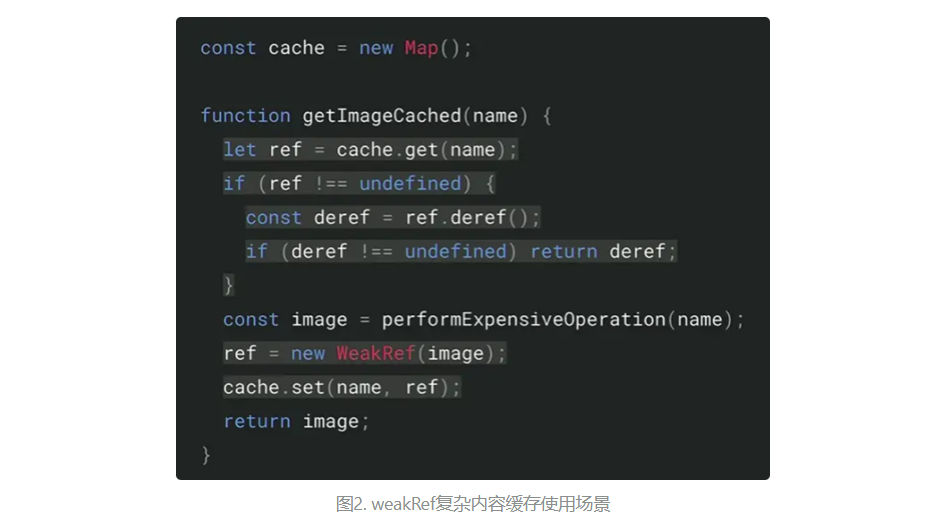 const cache = new Map();
function getImageCached(name) {
let ref = cache.get(name);
if (ref !== undefined) {
const deref = ref.deref();
if (deref !== undefined) return deref;
}
const image = performExpensiveOperation(name);
ref = new WeakRef(image);
cache.set(name, ref);
return image;
}
图2. weakRef复杂内容缓存使用场景